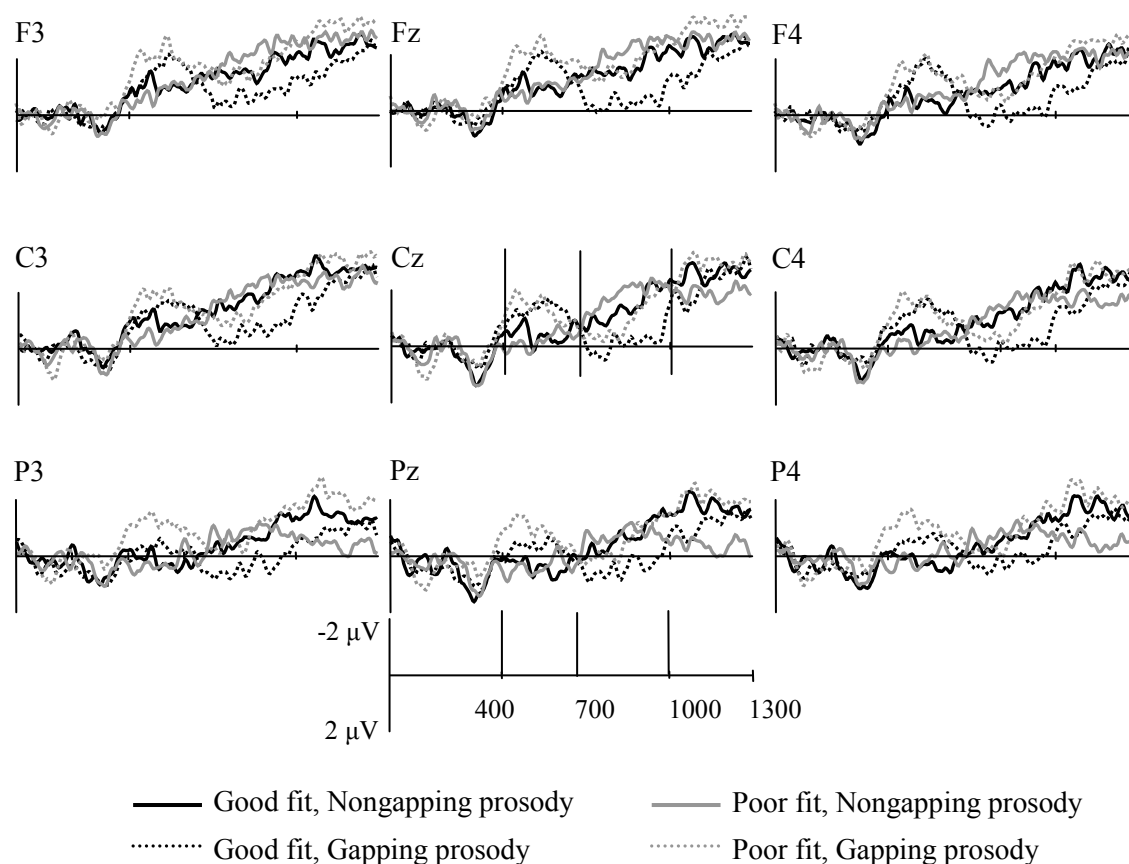 F3 Fz F4
C3 Cz C4
P3 Pz P4
-2 μV
400 700 1000 1300
2 μV
Good fit, Nongapping prosody Poor fit, Nongapping prosody
Good fit, Gapping prosody Poor fit, Gapping prosody